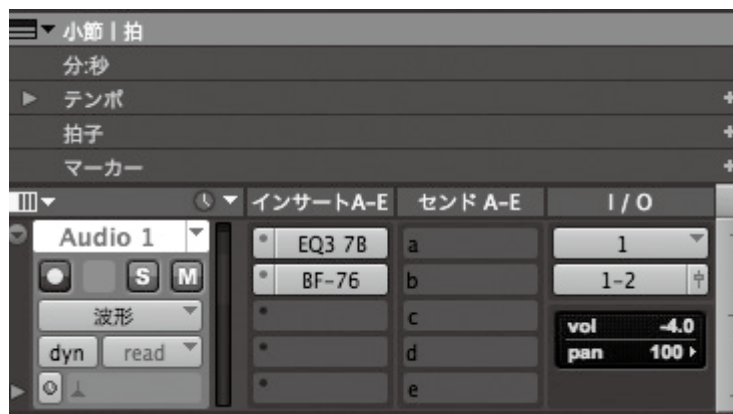 小節|拍
分:秒
テンポ
拍子
マーカー
インサートA-E センド A-E I / O
Audio 1 EQ3 7B a 1
S M BF-76 b 1-2
波形 c vol -4.0
dyn read d pan 100
e